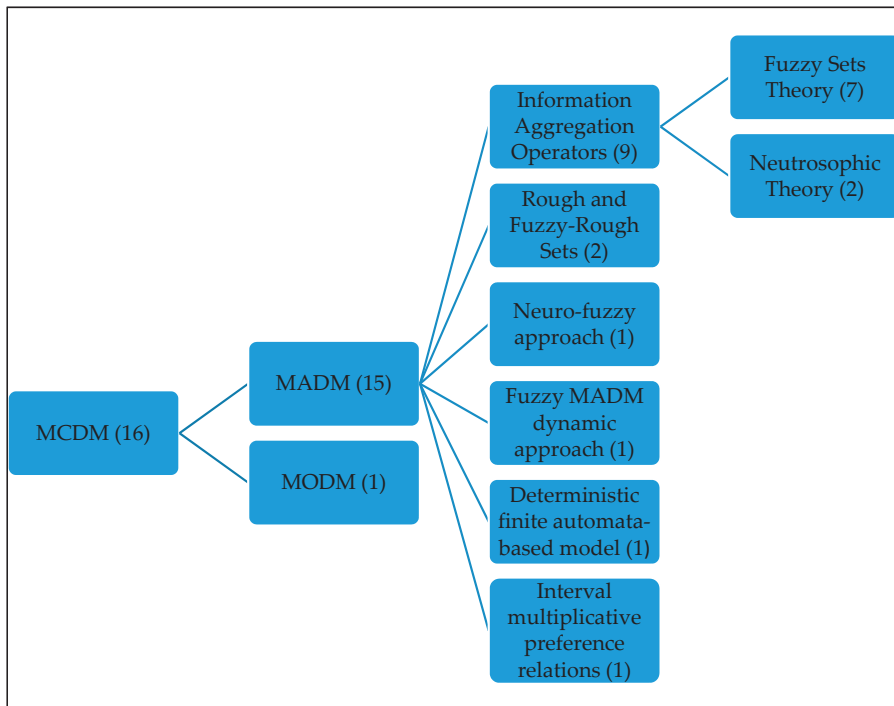 MCDM (16)
MADM (15)
MODM (1)
Information
Aggregation
Operators (9)
Rough and
Fuzzy-Rough
Sets (2)
Neuro-fuzzy
approach (1)
Fuzzy MADM
dynamic
approach (1)
Deterministic
finite automata-
based model (1)
Interval
multiplicative
preference
relations (1)
Fuzzy Sets
Theory (7)
Neutrosophic
Theory (2)